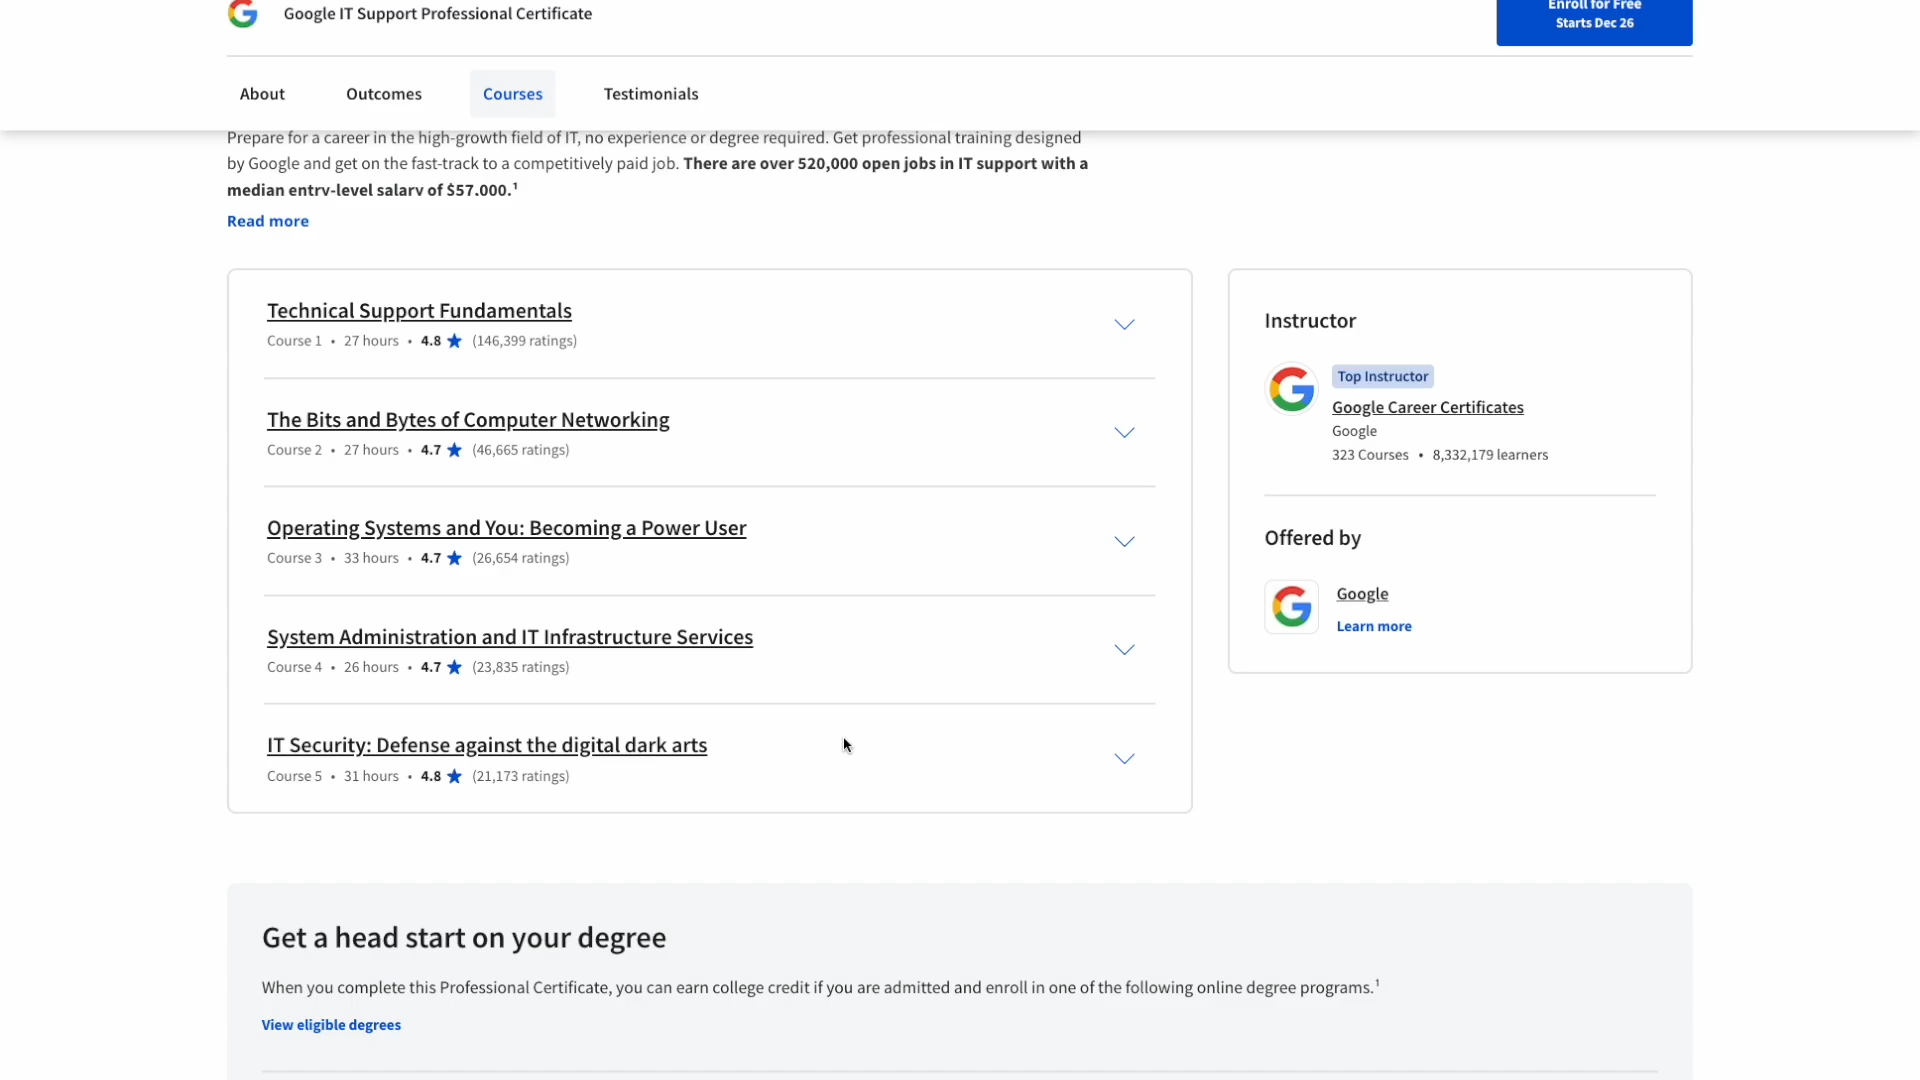 Google IT Support Professional Certificate
Enroll for Free
Starts Dec 26
About
Outcomes
Courses
Testimonials
Prepare for a career in the high-growth field of IT, no experience or degree required. Get professional training designed
by Google and get on the fast-track to a competitively paid job. There are over 520,000 open jobs in IT support with a
median entry-level salary of $57,000.¹
Read more
Technical Support Fundamentals
Course 1 • 27 hours • 4.8 ★ (146,399 ratings)
The Bits and Bytes of Computer Networking
Course 2 • 27 hours • 4.7 ★ (46,665 ratings)
Operating Systems and You: Becoming a Power User
Course 3 • 33 hours • 4.7 ★ (26,654 ratings)
System Administration and IT Infrastructure Services
Course 4 • 26 hours • 4.7 ★ (23,835 ratings)
IT Security: Defense against the digital dark arts
Course 5 • 31 hours • 4.8 ★ (21,173 ratings)
Instructor
Top Instructor
Google Career Certificates
Google
323 Courses • 8,332,179 learners
Offered by
Google
Learn more
Get a head start on your degree
When you complete this Professional Certificate, you can earn college credit if you are admitted and enroll in one of the following online degree programs.¹
View eligible degrees